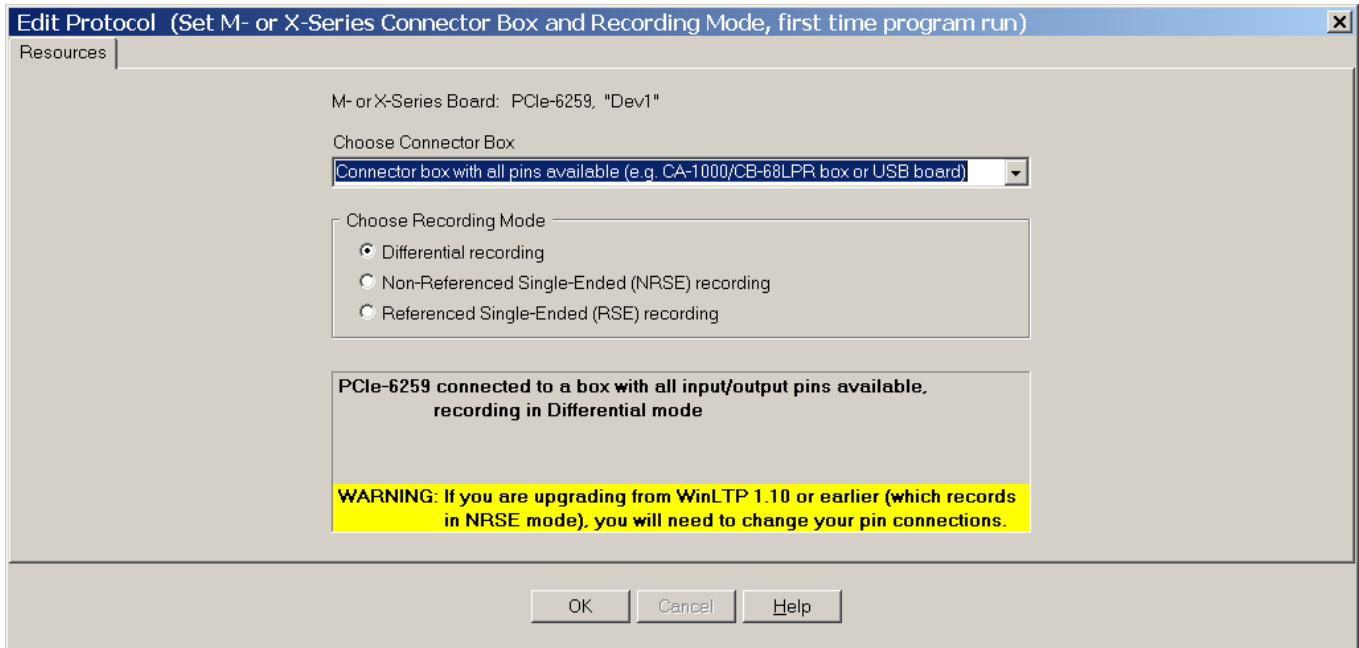 Edit Protocol (Set M- or X-Series Connector Box and Recording Mode, first time program run)
Resources
M- or X-Series Board: PCIe-6259, "Dev1"
Choose Connector Box
Connector box with all pins available (e.g. CA-1000/CB-68LPR box or USB board)
Choose Recording Mode
Differential recording
Non-Referenced Single-Ended (NRSE) recording
Referenced Single-Ended (RSE) recording
PCIe-6259 connected to a box with all input/output pins available,
recording in Differential mode
WARNING: If you are upgrading from WinLTP 1.10 or earlier (which records
in NRSE mode), you will need to change your pin connections.
OK Cancel Help